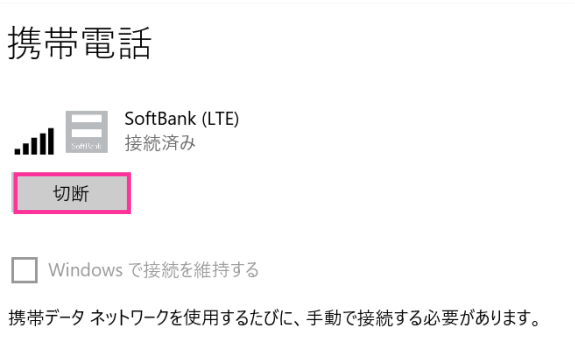 携帯電話
SoftBank (LTE)
SoftBank
接続済み
切断
Windows で接続を維持する
携帯データ ネットワークを使用するたびに、手動で接続する必要があります。